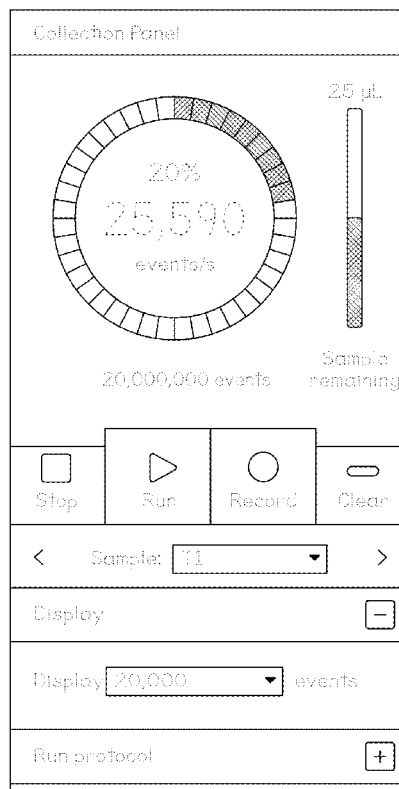 Collection Panel
25 µL
20%
25,590
events/s
Sample
remaining
20,000,000 events
Stop
Run
Record
Clear
Sample: T1
Display
Display 20,000 events
Run protocol